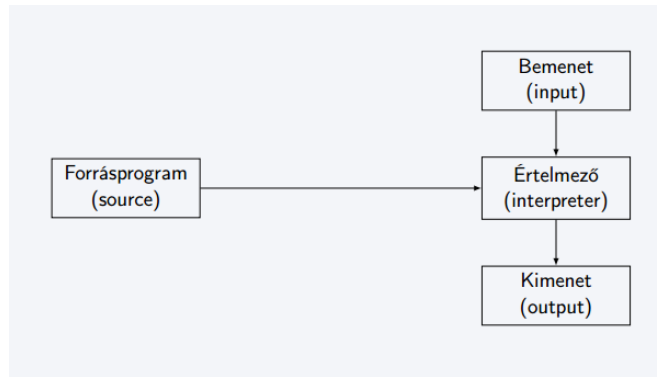 Bemenet
(input)
Forrásprogram
(source)
Értelmező
(interpreter)
Kimenet
(output)